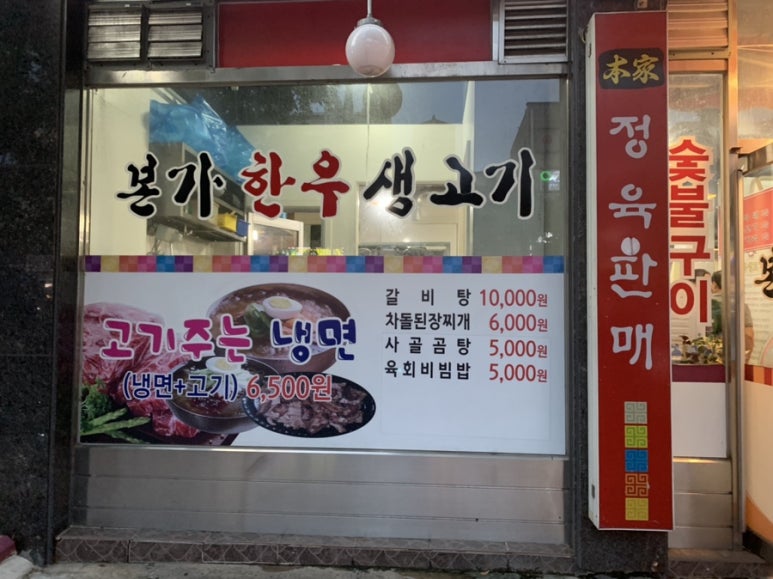 본가 한우 생고기
고기주는 냉면
(냉면+고기) 6,500원
갈비탕 10,000원
차돌된장찌개 6,000원
사골곰탕 5,000원
육회비빔밥 5,000원
本家
정육판매
숯불구이
본